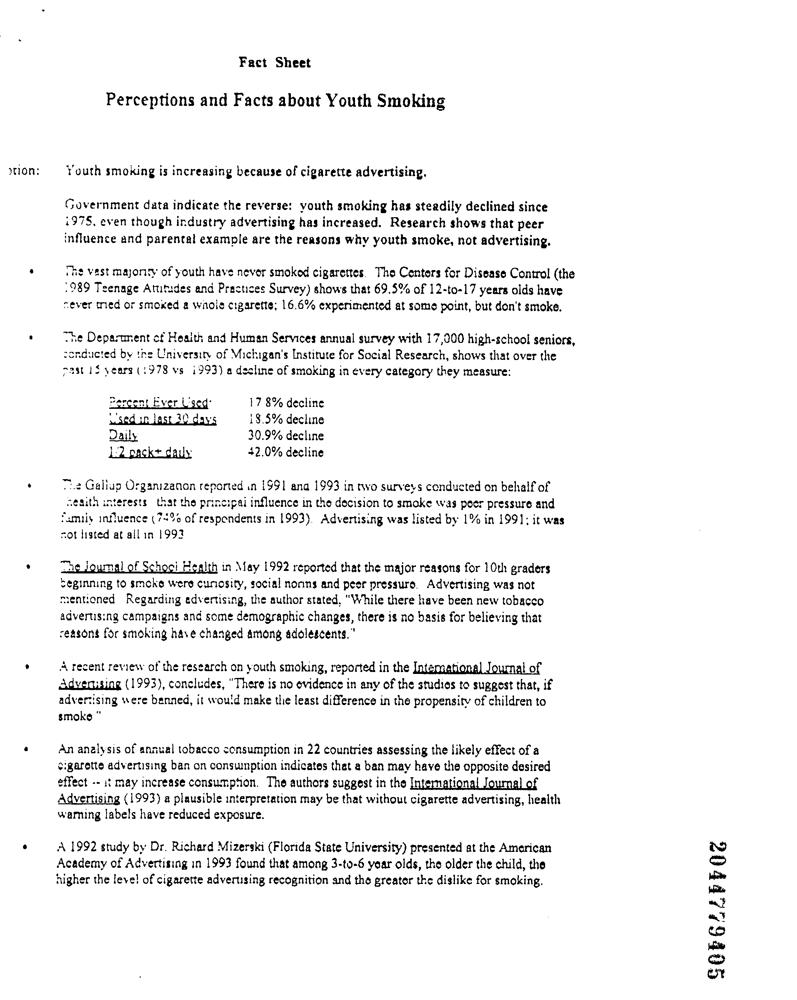 Fact Sheet
Perceptions and Facts about Youth Smoking
tion: Youth smoking is increasing because of cigarette advertising.
Government data indicate the reverse: youth smoking has steadily declined since
1975, even though industry advertising has increased. Research shows that peer
influence and parental example are the reasons why youth smoke, not advertising.
• The vast majority of youth have never smoked cigarettes. The Centers for Disease Control (the
1989 Teenage Attitudes and Practices Survey) shows that 69.5% of 12-to-17 years olds have
never tried or smoked a whole cigarette; 16.6% experimented at some point, but don't smoke.
• The Department of Health and Human Services annual survey with 17,000 high-school seniors,
conducted by the University of Michigan's Institute for Social Research, shows that over the
past 15 years (1978 vs 1993) a decline of smoking in every category they measure:
Percent Ever Used: 17.8% decline
Used in last 30 days 18.5% decline
Daily 30.9% decline
1/2 pack+ daily 42.0% decline
• The Gallup Organization reported in 1991 and 1993 in two surveys conducted on behalf of
health interests that the principal influence in the decision to smoke was peer pressure and
family influence (74% of respondents in 1993). Advertising was listed by 1% in 1991; it was
not listed at all in 1993
• The Journal of School Health in May 1992 reported that the major reasons for 10th graders
beginning to smoke were curiosity, social norms and peer pressure. Advertising was not
mentioned Regarding advertising, the author stated, "While there have been new tobacco
advertising campaigns and some demographic changes, there is no basis for believing that
reasons for smoking have changed among adolescents."
• A recent review of the research on youth smoking, reported in the International Journal of
Advertising (1993), concludes, "There is no evidence in any of the studies to suggest that, if
advertising were banned, it would make the least difference in the propensity of children to
smoke"
• An analysis of annual tobacco consumption in 22 countries assessing the likely effect of a
cigarette advertising ban on consumption indicates that a ban may have the opposite desired
effect -- it may increase consumption. The authors suggest in the International Journal of
Advertising (1993) a plausible interpretation may be that without cigarette advertising, health
warning labels have reduced exposure.
• A 1992 study by Dr. Richard Mizerski (Florida State University) presented at the American
Academy of Advertising in 1993 found that among 3-to-6 year olds, the older the child, the
higher the level of cigarette advertising recognition and the greater the dislike for smoking.
2044779405